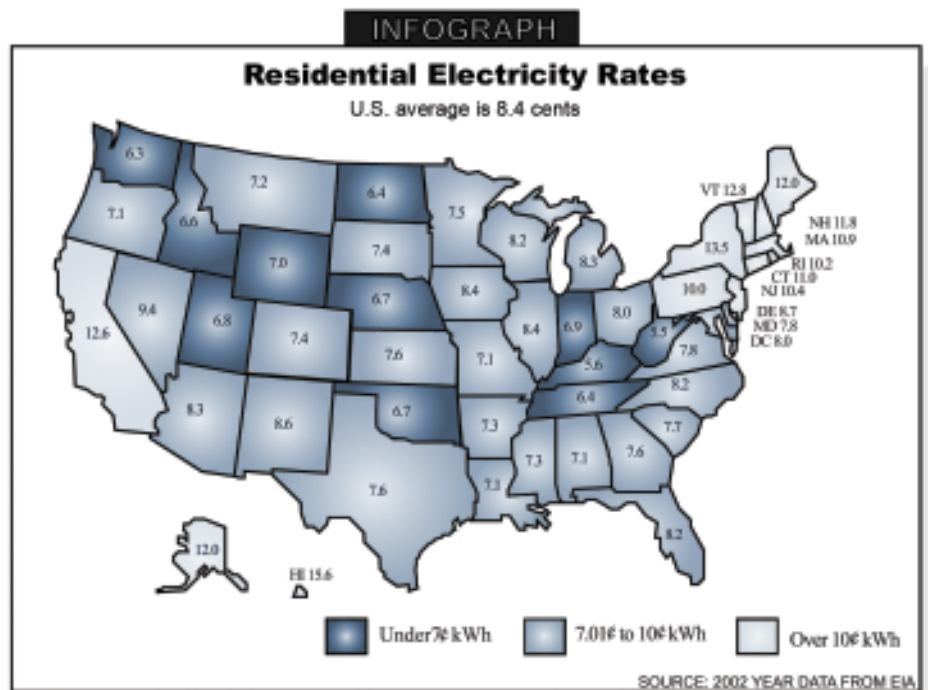 INFOGRAPH
Residential Electricity Rates
U.S. average is 8.4 cents
6.3
7.2
6.4
7.5
12.0
VT 12.8
7.1
6.6
NH 11.8
MA 10.9
7.4
8.2
13.5
7.0
8.3
RI 10.2
CT 11.0
NJ 10.4
8.4
10.0
6.7
9.4
6.8
8.4
6.9
8.0
DE 8.7
MD 7.8
DC 8.0
12.6
7.4
7.6
7.1
5.5
7.8
5.6
8.2
8.3
8.6
6.7
7.3
6.4
7.7
7.6
7.1
7.3
7.1
7.6
8.2
12.0
HI 15.6
Under7¢ kWh
7.01¢ to 10¢ kWh
Over 10¢ kWh
SOURCE: 2002 YEAR DATA FROM EIA